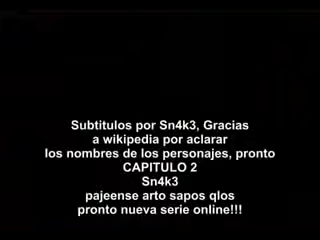 Subtitulos por Sn4k3, Gracias
a wikipedia por aclarar
los nombres de los personajes, pronto
CAPITULO 2
Sn4k3
pajeense arto sapos qlos
pronto nueva serie online!!!